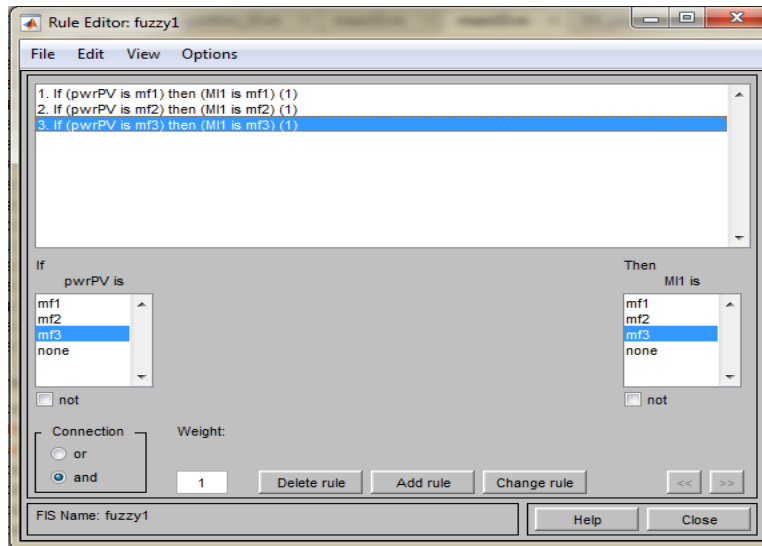 Rule Editor: fuzzy1
File Edit View Options
1. If (pwrPV is mf1) then (MI1 is mf1) (1)
2. If (pwrPV is mf2) then (MI1 is mf2) (1)
3. If (pwrPV is mf3) then (MI1 is mf3) (1)
If
pwrPV is
mf1
mf2
mf3
none
not
Then
MI1 is
mf1
mf2
mf3
none
not
Connection
or
and
Weight:
1
Delete rule
Add rule
Change rule
<<
>>
FIS Name: fuzzy1
Help
Close